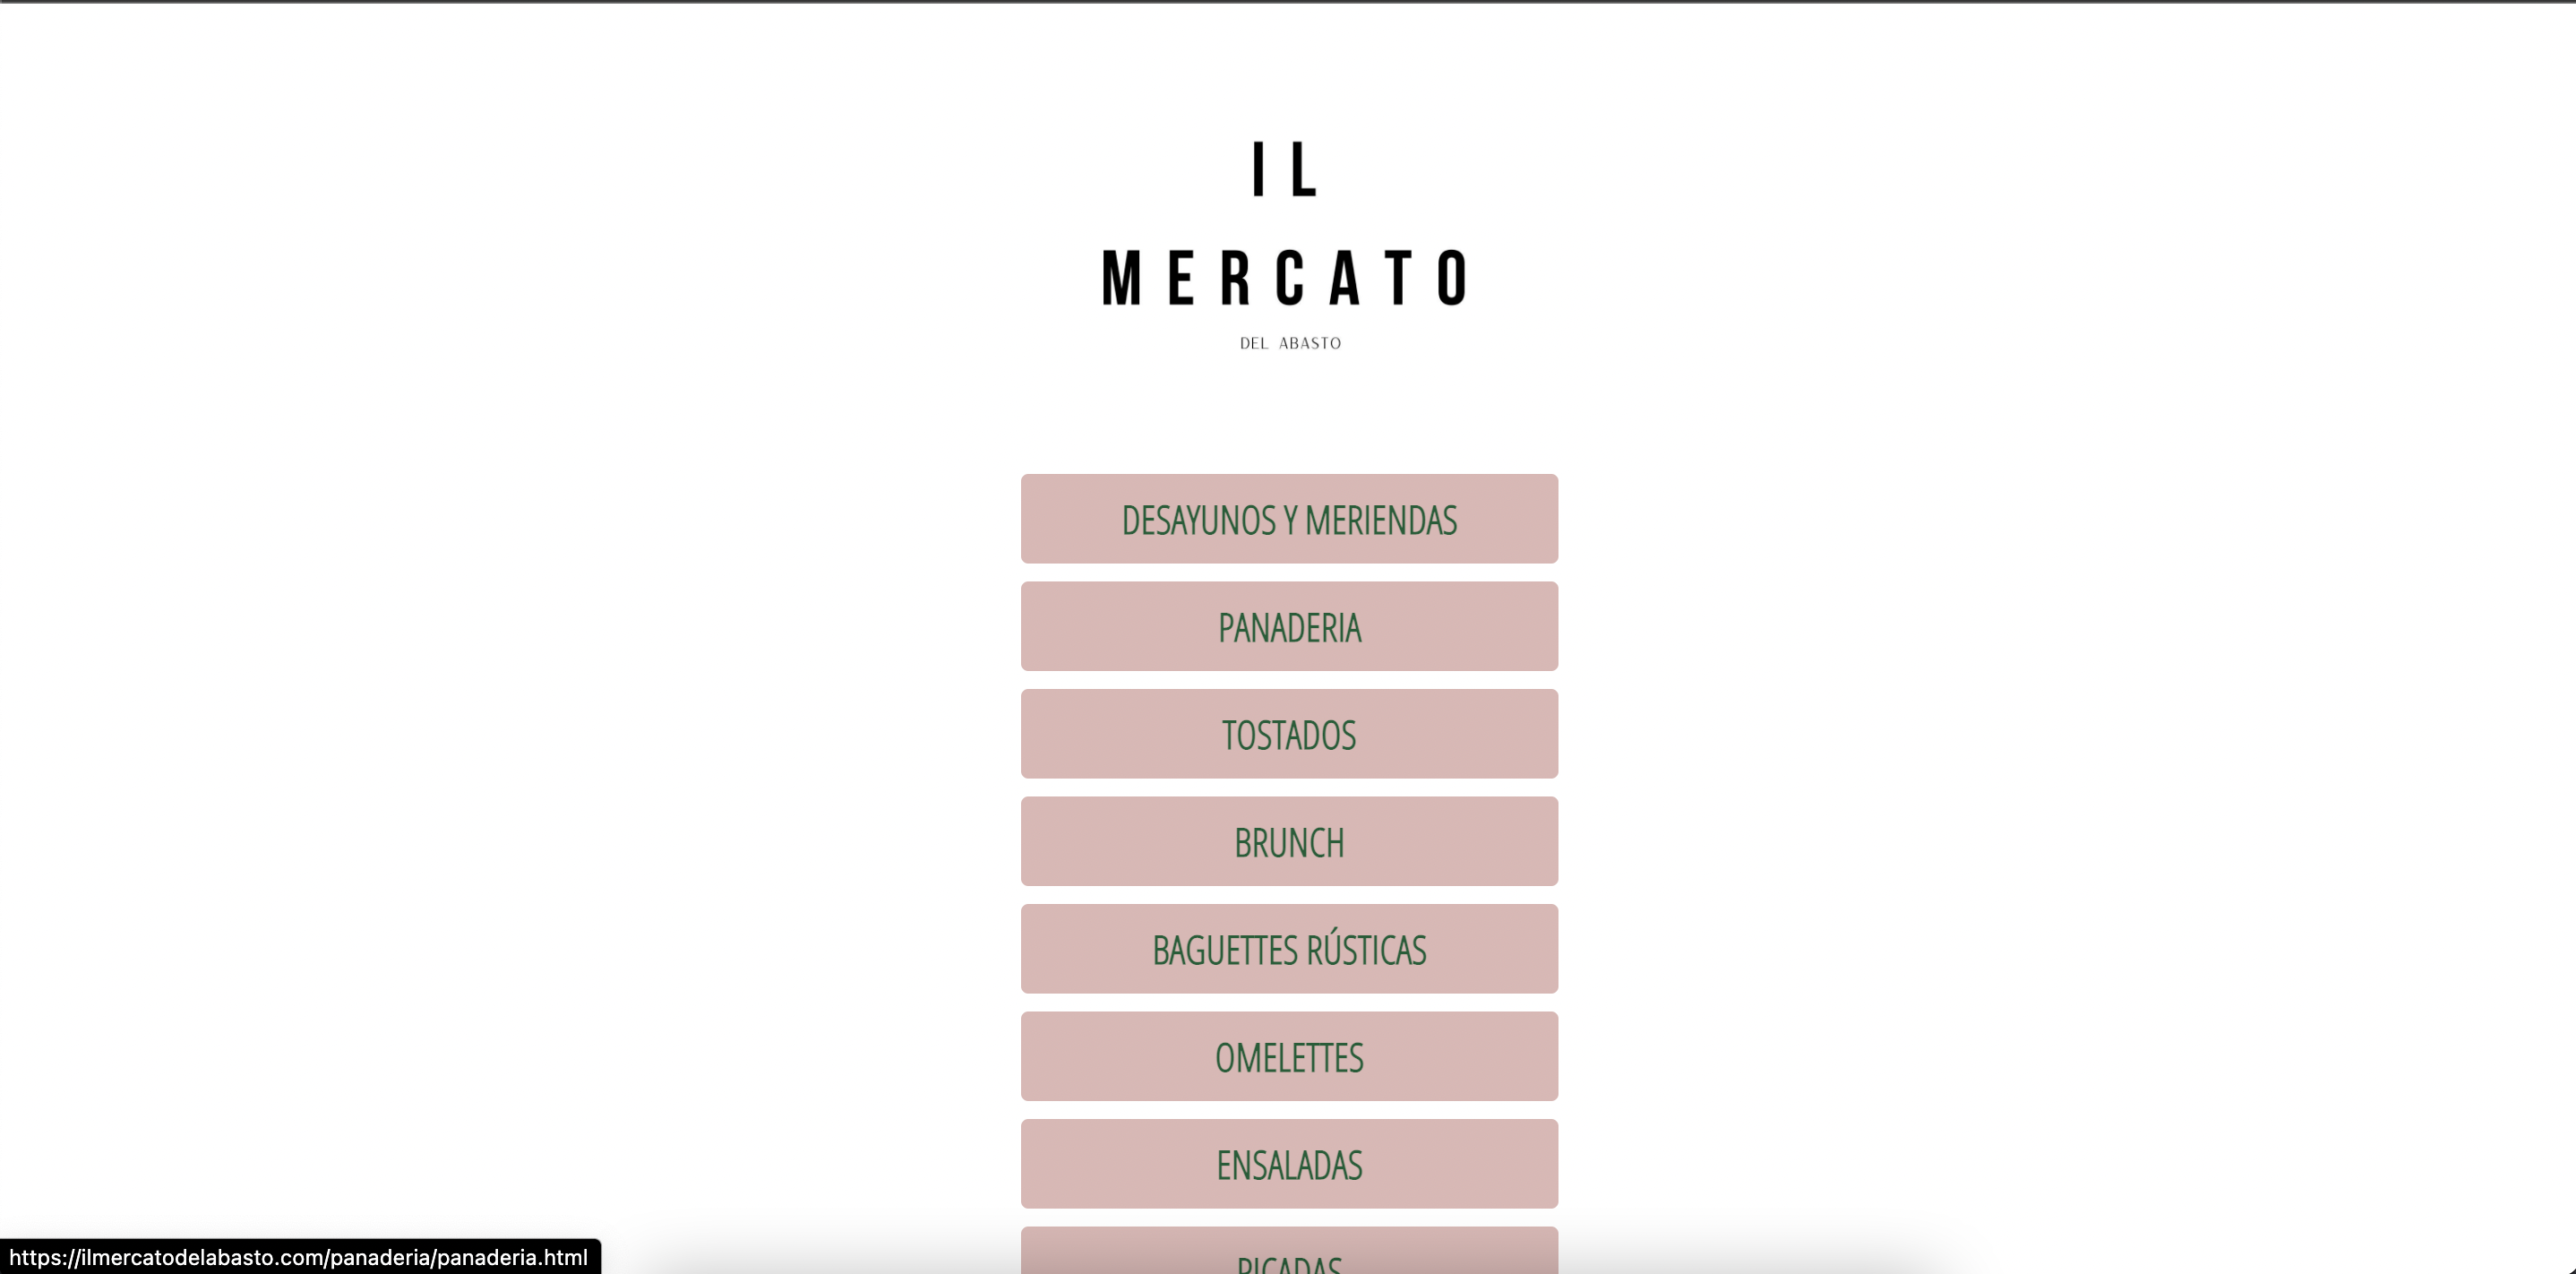 IL
MERCATO
DEL ABASTO
DESAYUNOS Y MERIENDAS
PANADERIA
TOSTADOS
BRUNCH
BAGUETTES RÚSTICAS
OMELETTES
ENSALADAS
PICADAS
https://ilmercatodelabasto.com/panaderia/panaderia.html